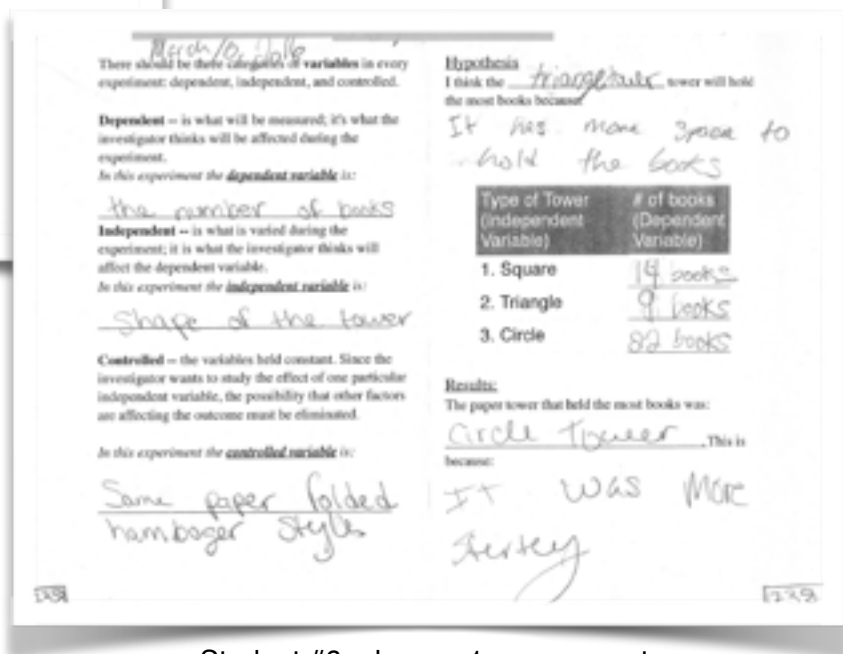 March 10,
There should be three categories of variables in every
experiment: dependent, independent, and controlled.
Dependent -- is what will be measured; it's what the
investigator thinks will be affected during the
experiment.
In this experiment the dependent variable is:
the number of books
Independent -- is what is varied during the
experiment; it is what the investigator thinks will
affect the dependent variable.
In this experiment the independent variable is:
Shape of the tower
Controlled -- the variables held constant. Since the
investigator wants to study the effect of one particular
independent variable, the possibility that other factors
are affecting the outcome must be eliminated.
In this experiment the controlled variable is:
Same paper folded
hamboger styles
Hypothesis
I think the tower will hold
the most books because:
It has more space to
hold the books
Type of Tower
(Independent
Variable)
# of books
(Dependent
Variable)
1. Square 14 books
2. Triangle 9 books
3. Circle 82 books
Results:
The paper tower that held the most books was:
Circle Tower . This is
because:
It was more